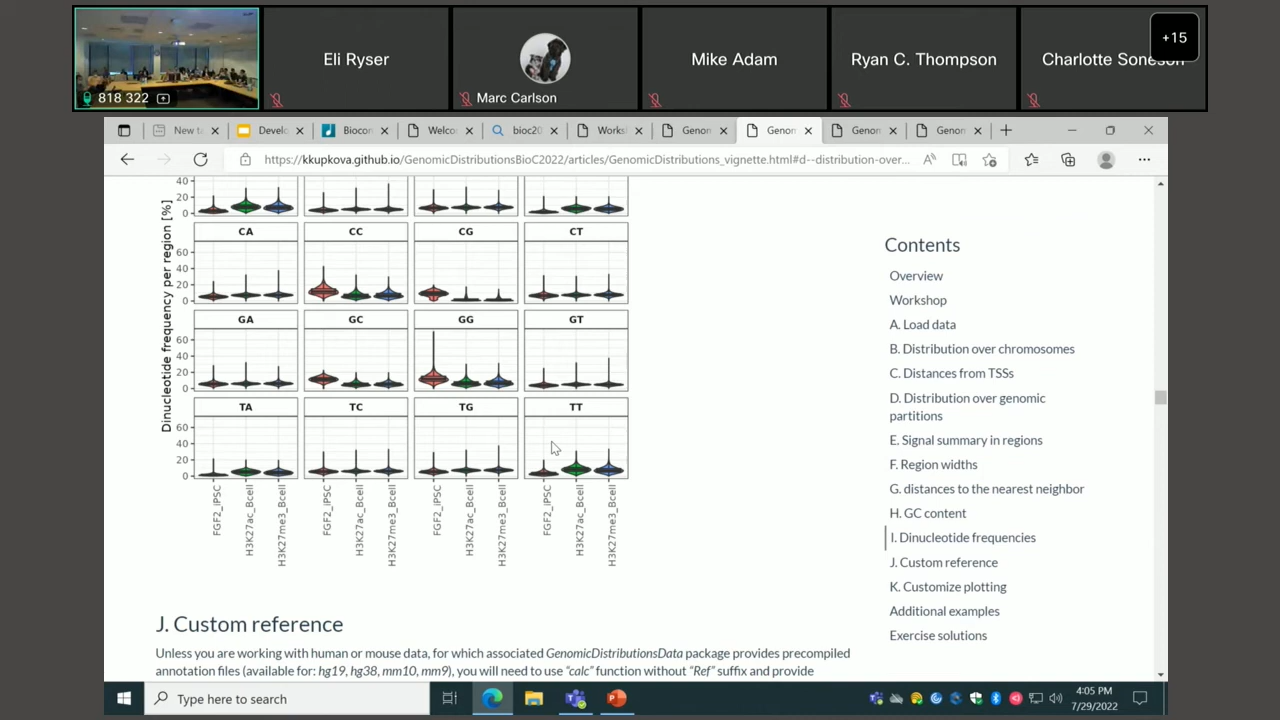 818 322
Eli Ryser
Marc Carlson
Mike Adam
Ryan C. Thompson
Charlotte Soneson
+15
New ta
Develo
Biocon
Welco
bioc20
Worksh
Genom
Genom
Genom
Genom
https://kkupkova.github.io/GenomicDistributionsBioC2022/articles/GenomicDistributions_vignette.html#d--distribution-over...
Dinucleotide frequency per region [%]
40
20
0
CA
CC
CG
CT
60
40
20
0
GA
GC
GG
GT
60
40
20
0
TA
TC
TG
TT
60
40
20
0
FGF2_iPSC
H3K27ac_Bcell
H3K27me3_Bcell
FGF2_iPSC
H3K27ac_Bcell
H3K27me3_Bcell
FGF2_iPSC
H3K27ac_Bcell
H3K27me3_Bcell
FGF2_iPSC
H3K27ac_Bcell
H3K27me3_Bcell
J. Custom reference
Unless you are working with human or mouse data, for which associated GenomicDistributionsData package provides precompiled
annotation files (available for: hg19, hg38, mm10, mm9), you will need to use “calc” function without “Ref” suffix and provide
Contents
Overview
Workshop
A. Load data
B. Distribution over chromosomes
C. Distances from TSSs
D. Distribution over genomic
partitions
E. Signal summary in regions
F. Region widths
G. distances to the nearest neighbor
H. GC content
I. Dinucleotide frequencies
J. Custom reference
K. Customize plotting
Additional examples
Exercise solutions
Type here to search
4:05 PM
7/29/2022